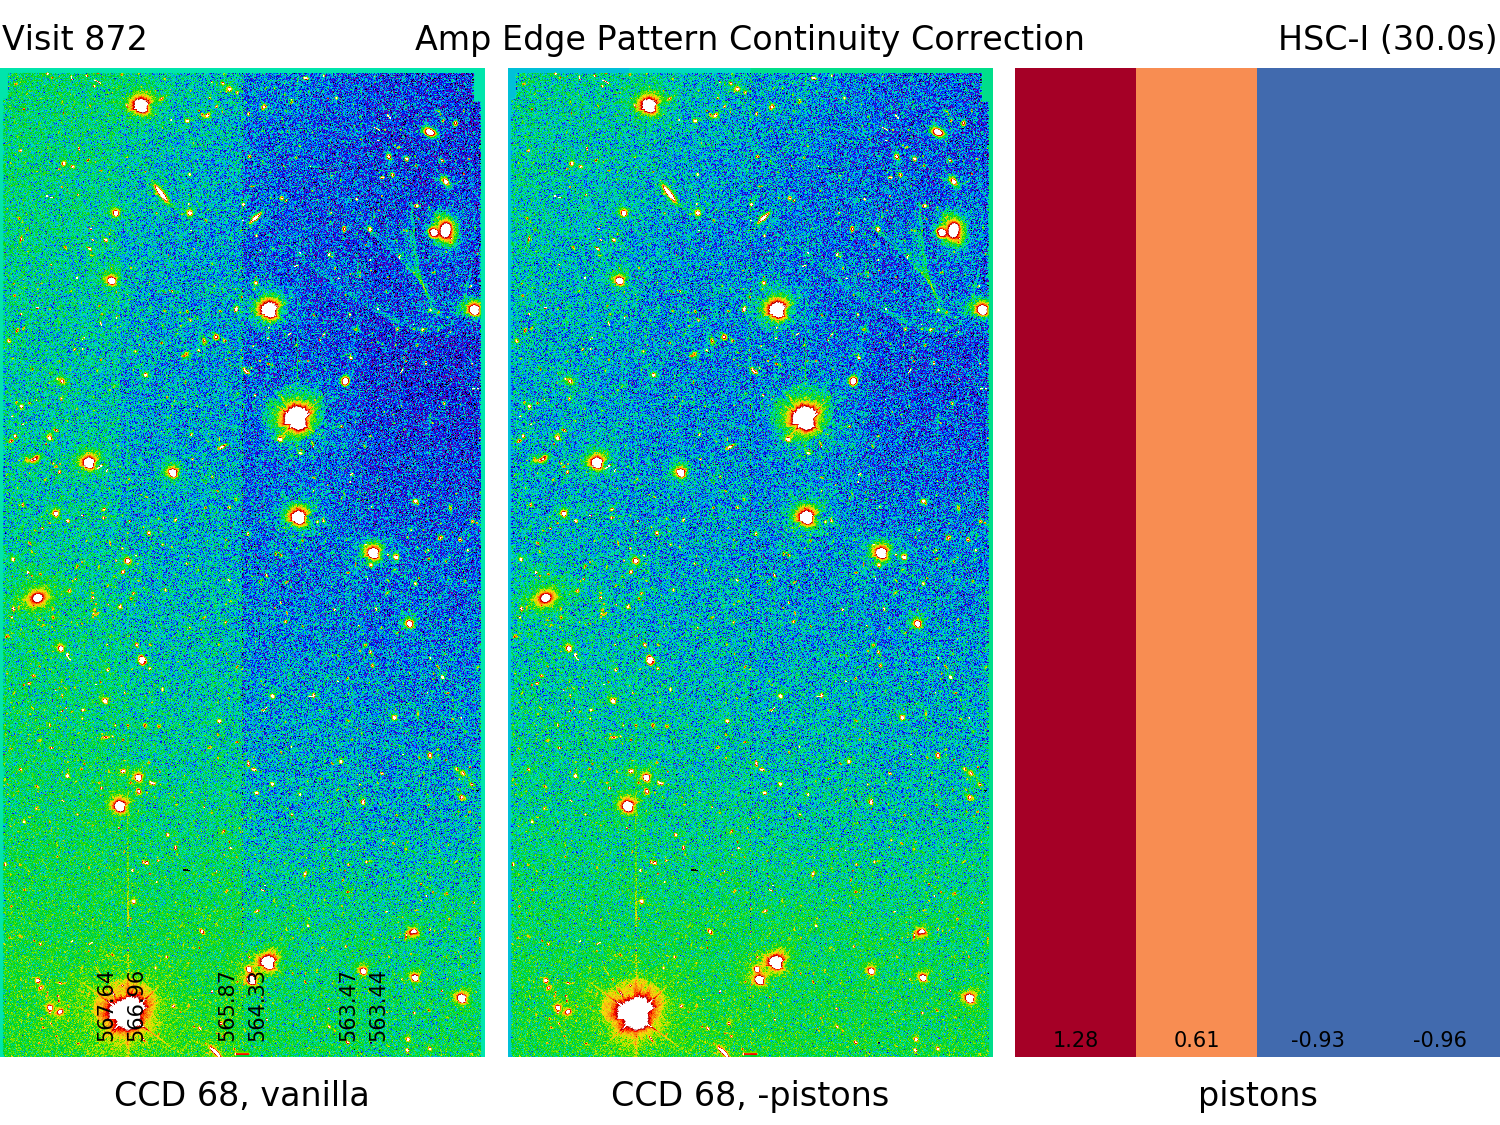 Visit 872 Amp Edge Pattern Continuity Correction HSC-I (30.0s)
567.64
566.96
565.87
564.33
563.47
563.44
1.28 0.61 -0.93 -0.96
CCD 68, vanilla CCD 68, -pistons pistons